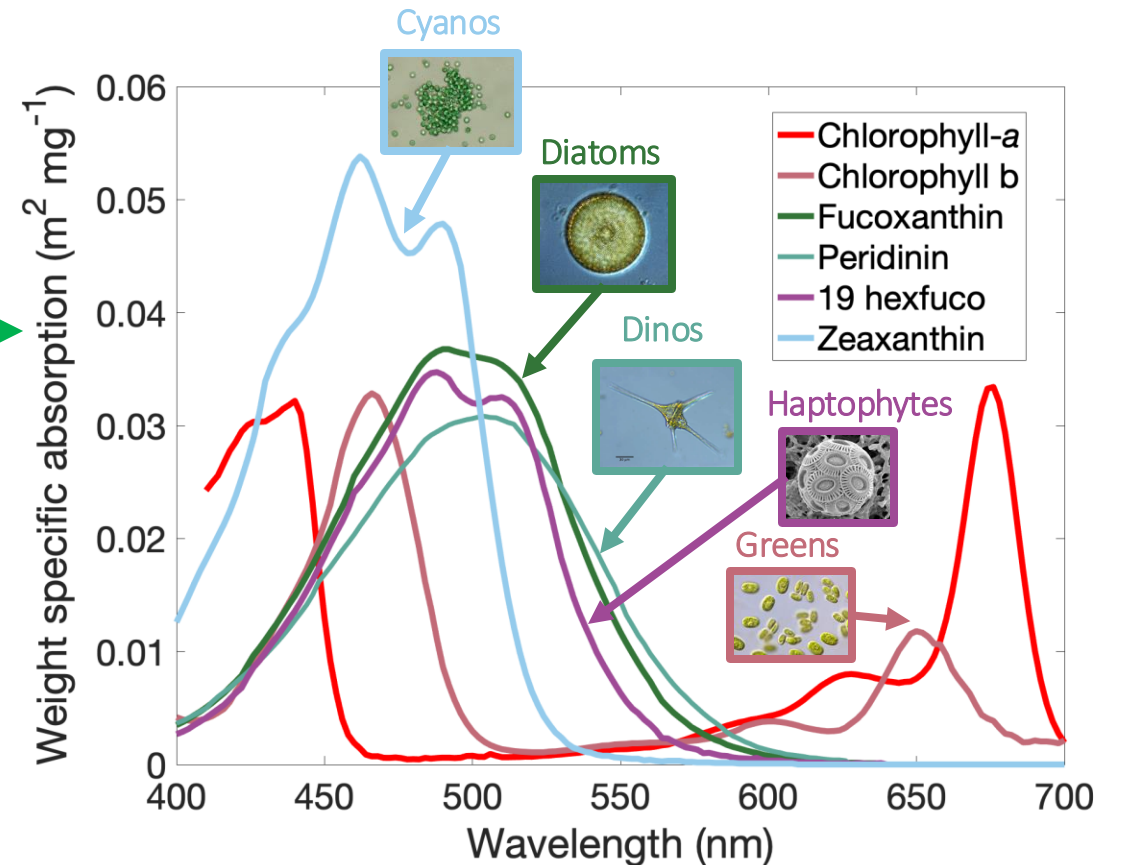 Cyanos
Diatoms
Dinos
Haptophytes
Greens
Chlorophyll-a
Chlorophyll b
Fucoxanthin
Peridinin
19 hexfuco
Zeaxanthin
Weight specific absorption (m² mg⁻¹)
0.06
0.05
0.04
0.03
0.02
0.01
0
400 450 500 550 600 650 700
Wavelength (nm)